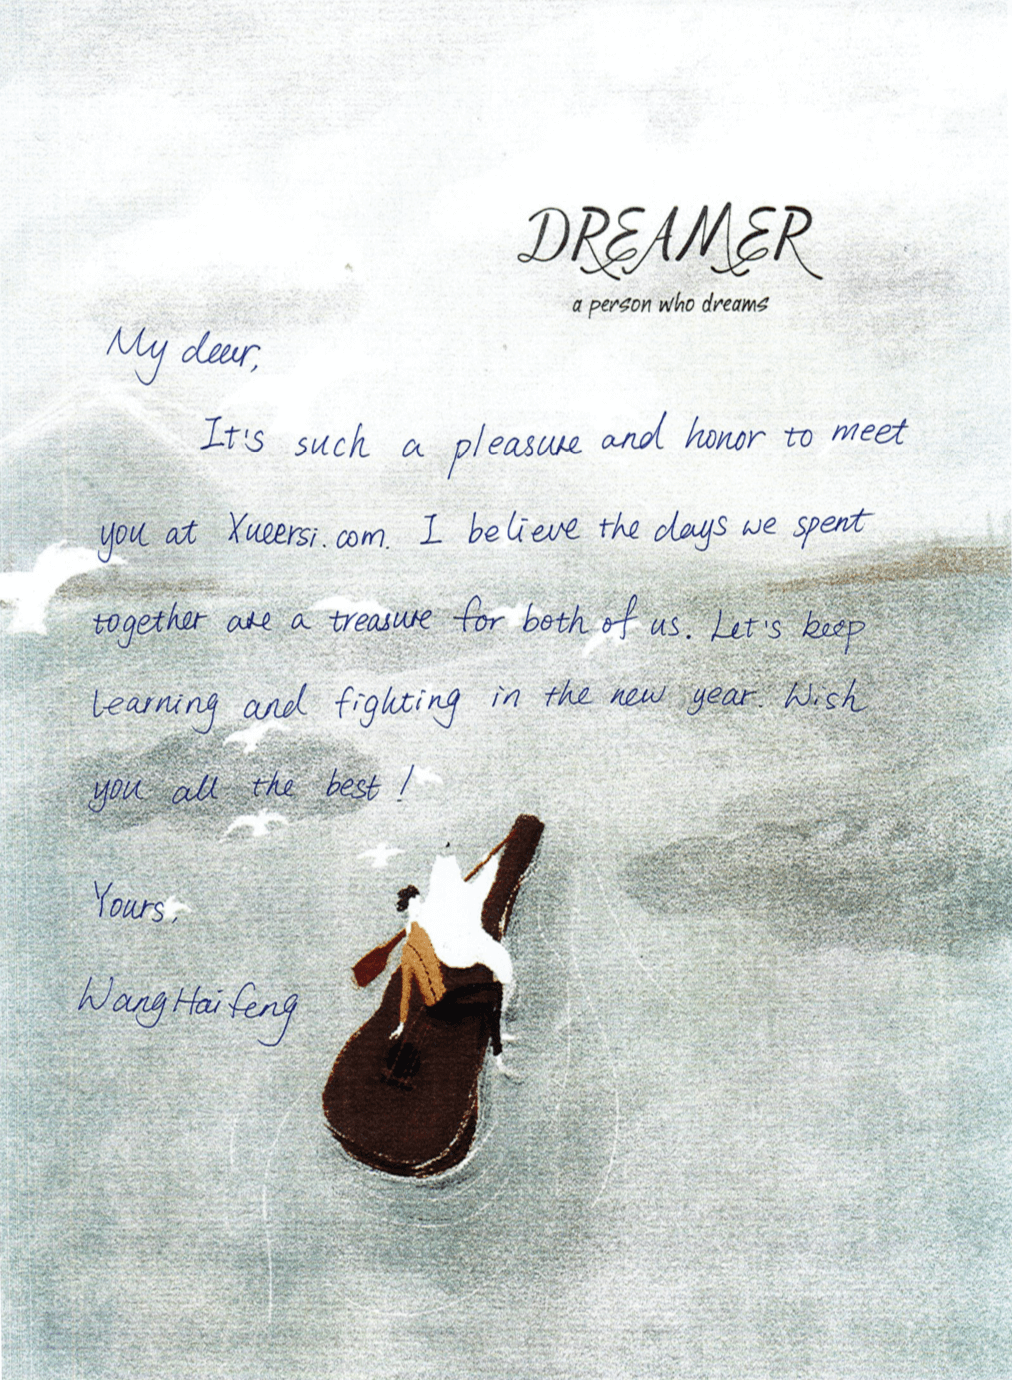 DREAMER
a person who dreams
My dear,
It's such a pleasure and honor to meet
you at Xueersi.com. I believe the days we spent
together are a treasure for both of us. Let's keep
learning and fighting in the new year. Wish
you all the best!
Yours,
Wang Haifeng